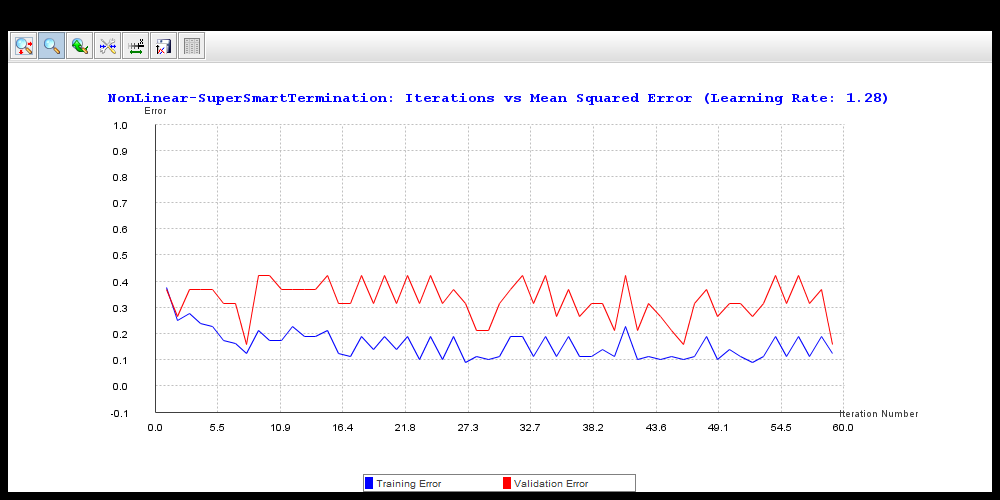 NonLinear-SuperSmartTermination: Iterations vs Mean Squared Error (Learning Rate: 1.28)
Error
1.0
0.9
0.8
0.7
0.6
0.5
0.4
0.3
0.2
0.1
0.0
-0.1
Iteration Number
0.0 5.5 10.9 16.4 21.8 27.3 32.7 38.2 43.6 49.1 54.5 60.0
Training Error Validation Error